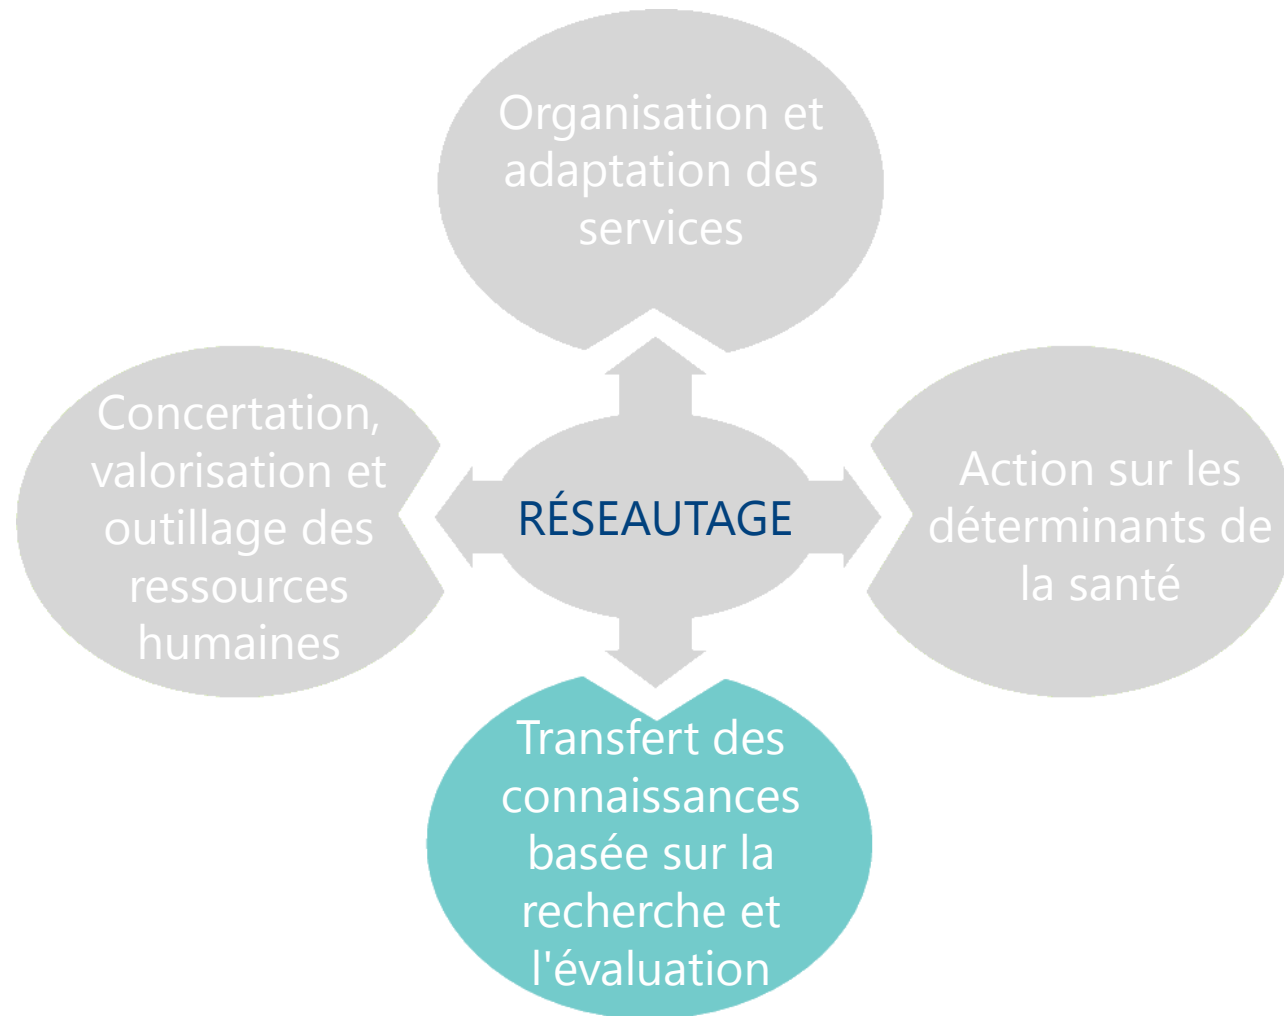 Organisation et
adaptation des
services
Concertation,
valorisation et
outillage des
ressources
humaines
RÉSEAUTAGE
Action sur les
déterminants de
la santé
Transfert des
connaissances
basée sur la
recherche et
l'évaluation